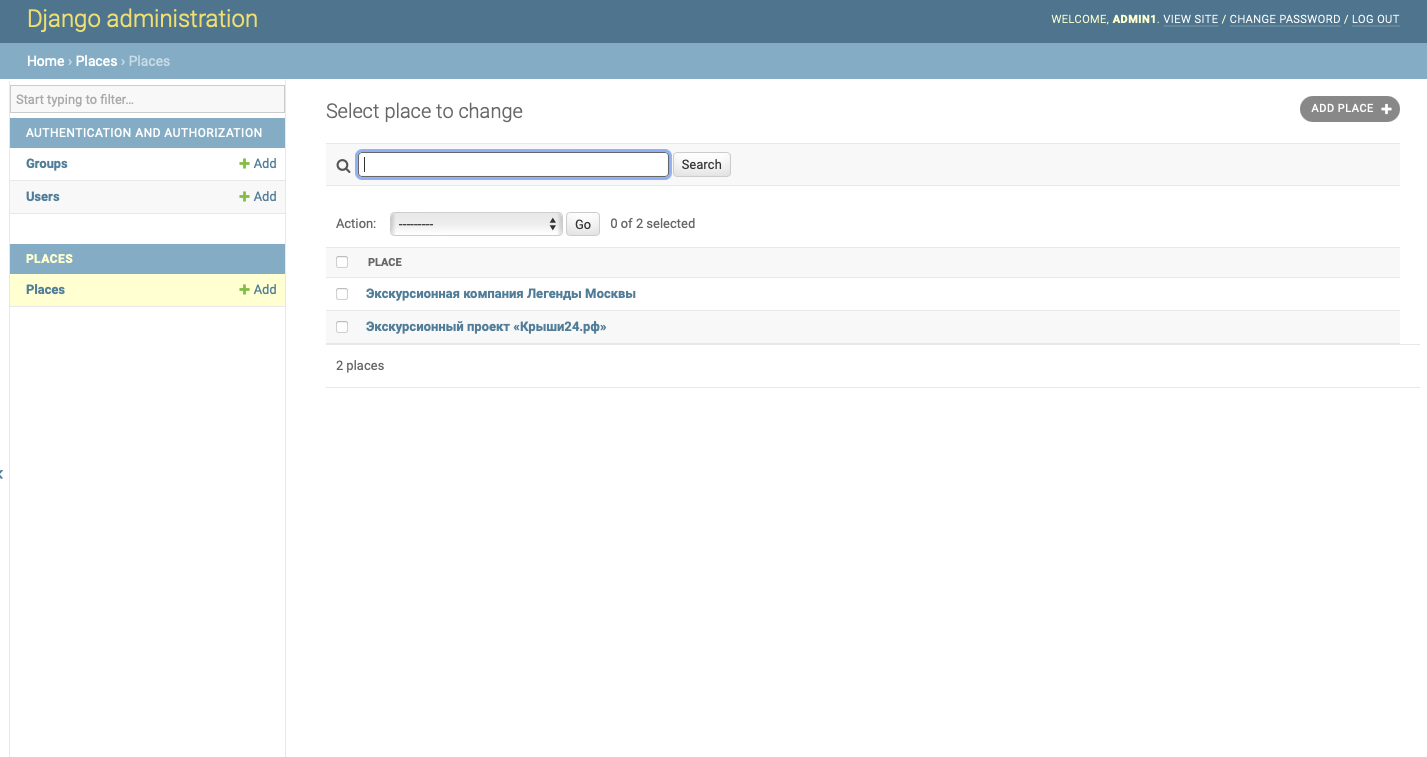 Django administration
WELCOME, ADMIN1. VIEW SITE / CHANGE PASSWORD / LOG OUT
Home › Places › Places
Start typing to filter...
AUTHENTICATION AND AUTHORIZATION
Groups + Add
Users + Add
PLACES
Places + Add
Select place to change
ADD PLACE +
Search
Action: --------- Go 0 of 2 selected
PLACE
Экскурсионная компания Легенды Москвы
Экскурсионный проект «Крыши24.рф»
2 places